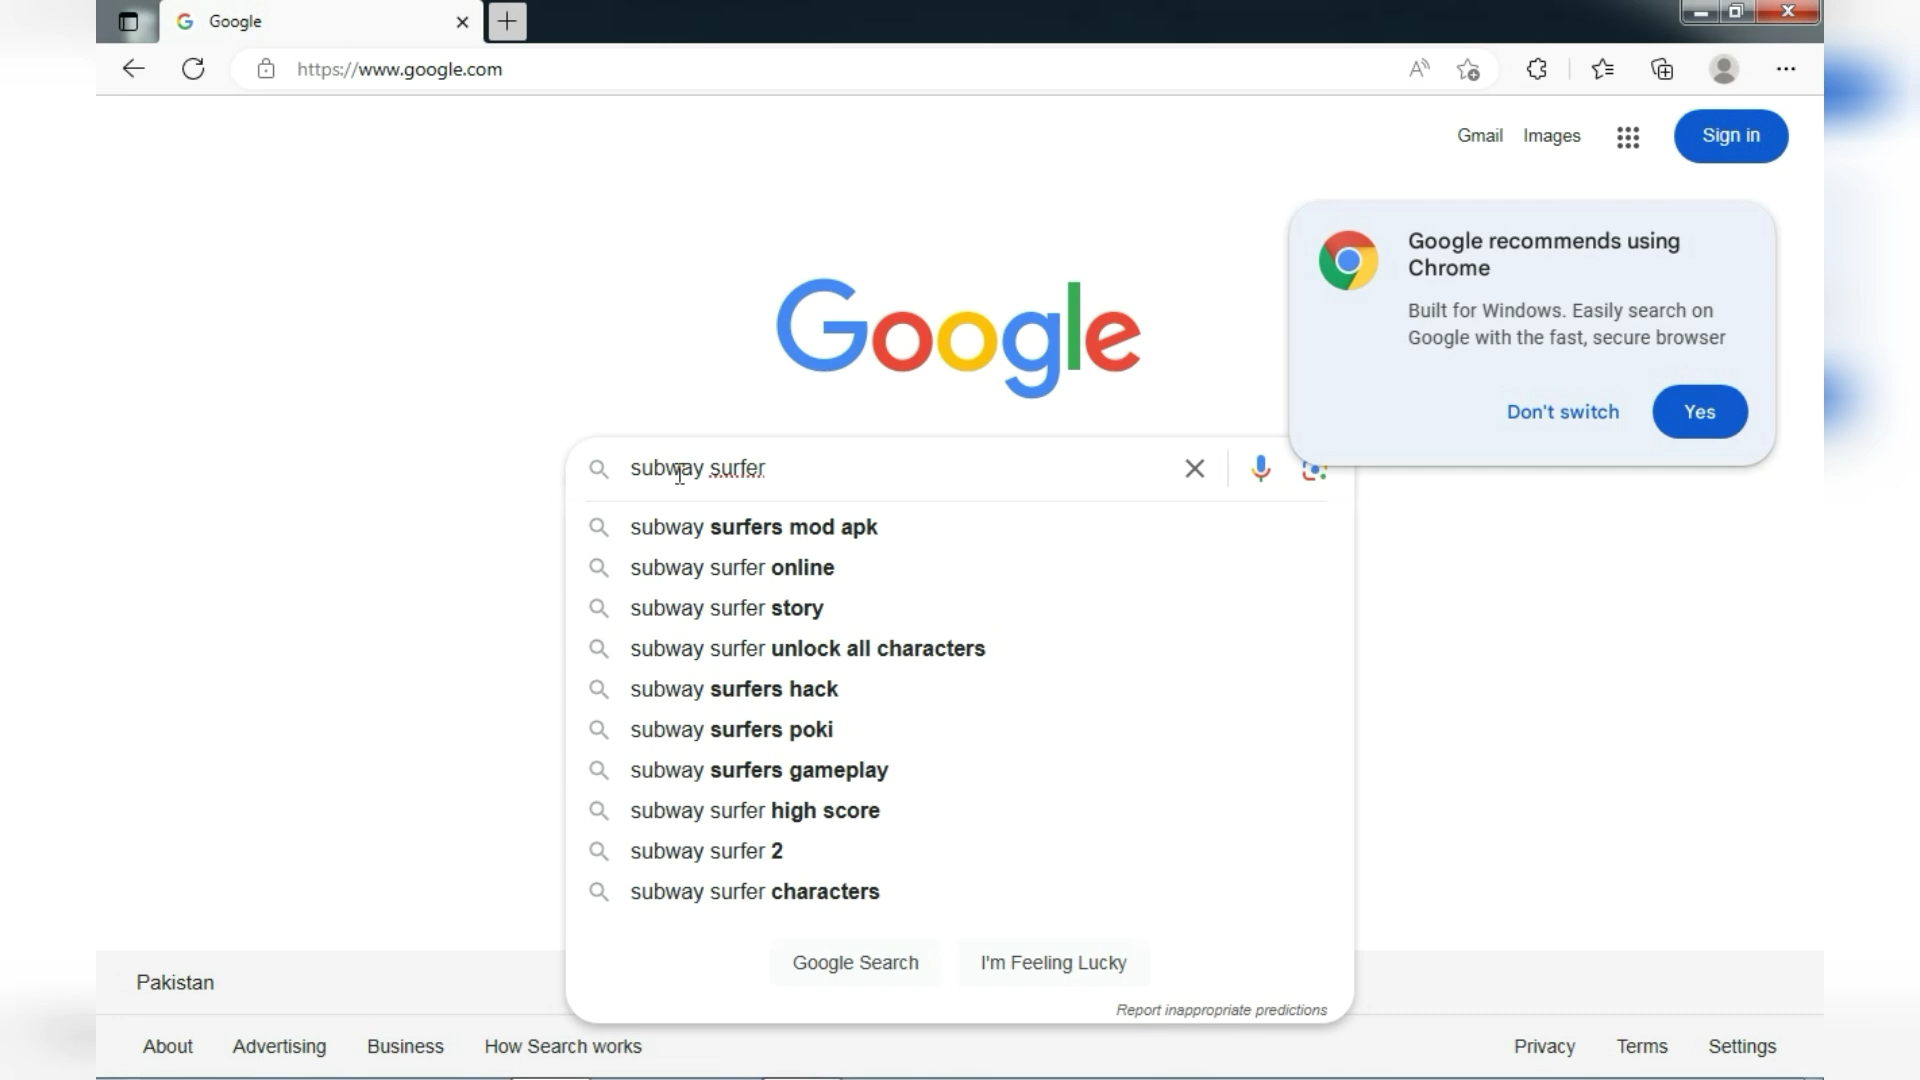 Google
https://www.google.com
Gmail Images Sign in
Google recommends using
Chrome
Built for Windows. Easily search on
Google with the fast, secure browser
Don't switch Yes
Google
subway surfer
subway surfers mod apk
subway surfer online
subway surfer story
subway surfer unlock all characters
subway surfers hack
subway surfers poki
subway surfers gameplay
subway surfer high score
subway surfer 2
subway surfer characters
Google Search I'm Feeling Lucky
Report inappropriate predictions
Pakistan
About Advertising Business How Search works Privacy Terms Settings